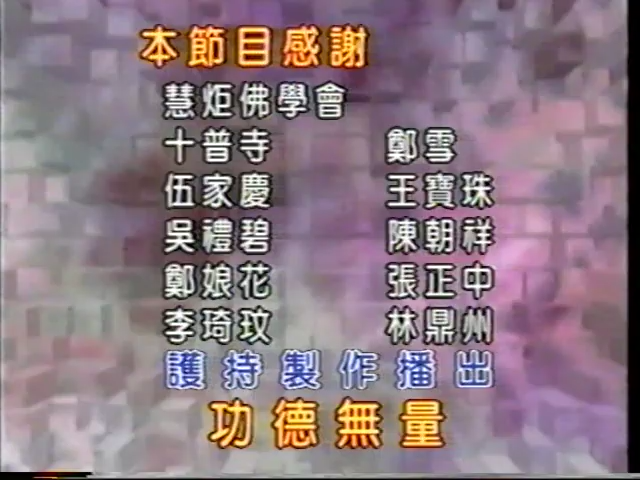 本節目感謝
慧炬佛學會
十普寺 鄭雪
伍家慶 王寶珠
吳禮碧 陳朝祥
鄭娘花 張正中
李琦玟 林鼎州
護持製作播出
功德無量